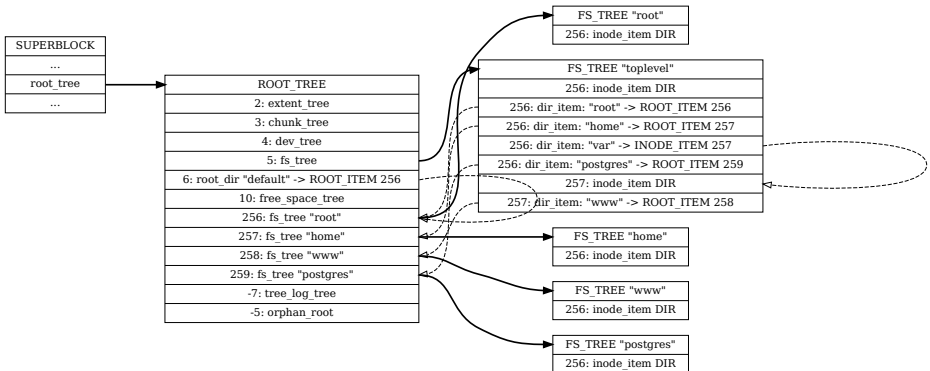 SUPERBLOCK
...
root_tree
...
ROOT_TREE
2: extent_tree
3: chunk_tree
4: dev_tree
5: fs_tree
6: root_dir "default" -> ROOT_ITEM 256
10: free_space_tree
256: fs_tree "root"
257: fs_tree "home"
258: fs_tree "www"
259: fs_tree "postgres"
-7: tree_log_tree
-5: orphan_root
FS_TREE "root"
256: inode_item DIR
FS_TREE "toplevel"
256: inode_item DIR
256: dir_item: "root" -> ROOT_ITEM 256
256: dir_item: "home" -> ROOT_ITEM 257
256: dir_item: "var" -> INODE_ITEM 257
256: dir_item: "postgres" -> ROOT_ITEM 259
257: inode_item DIR
257: dir_item: "www" -> ROOT_ITEM 258
FS_TREE "home"
256: inode_item DIR
FS_TREE "www"
256: inode_item DIR
FS_TREE "postgres"
256: inode_item DIR